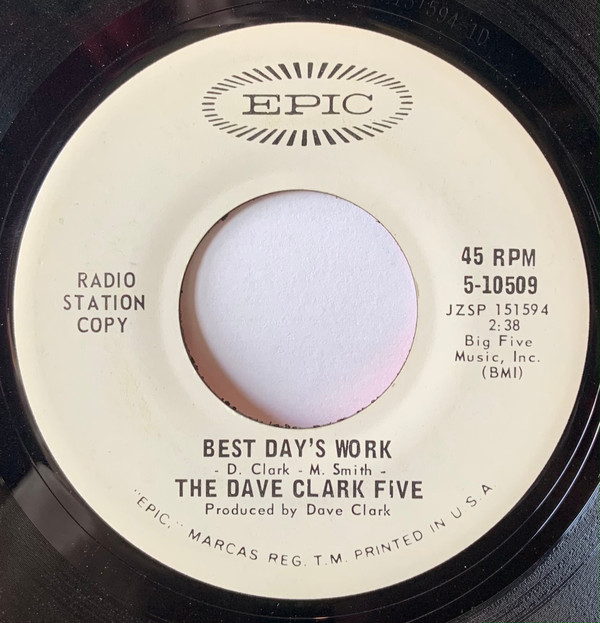 EPIC
RADIO
STATION
COPY
45 RPM
5-10509
JZSP 151594
2:38
Big Five
Music, Inc.
(BMI)
BEST DAY'S WORK
- D. Clark - M. Smith -
THE DAVE CLARK FiVE
Produced by Dave Clark
"EPIC," MARCAS REG. T.M. PRINTED IN U.S.A.